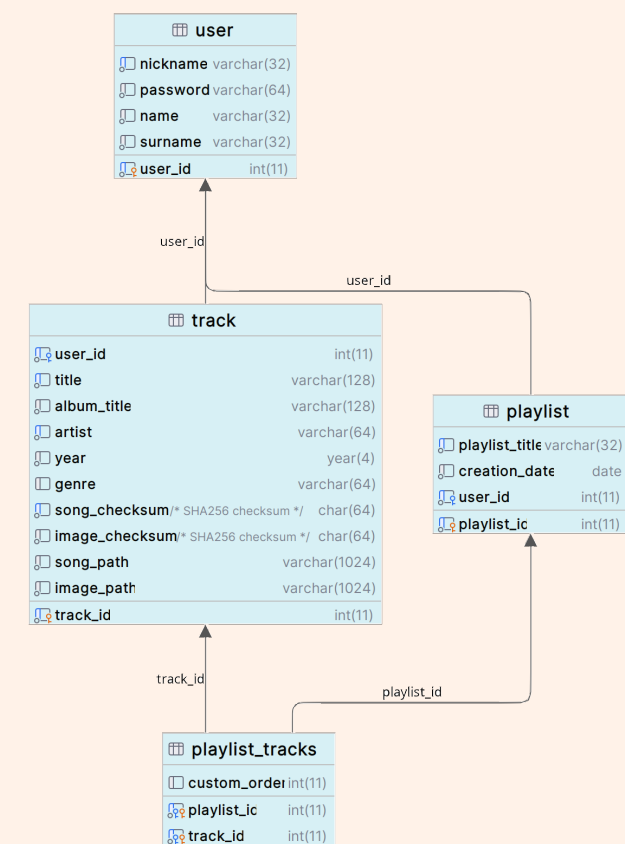 user
nickname varchar(32)
password varchar(64)
name varchar(32)
surname varchar(32)
user_id int(11)
user_id
user_id
track
user_id int(11)
title varchar(128)
album_title varchar(128)
artist varchar(64)
year year(4)
genre varchar(64)
song_checksum/* SHA256 checksum */ char(64)
image_checksum/* SHA256 checksum */ char(64)
song_path varchar(1024)
image_path varchar(1024)
track_id int(11)
playlist
playlist_title varchar(32)
creation_date date
user_id int(11)
playlist_id int(11)
track_id
playlist_id
playlist_tracks
custom_order int(11)
playlist_id int(11)
track_id int(11)